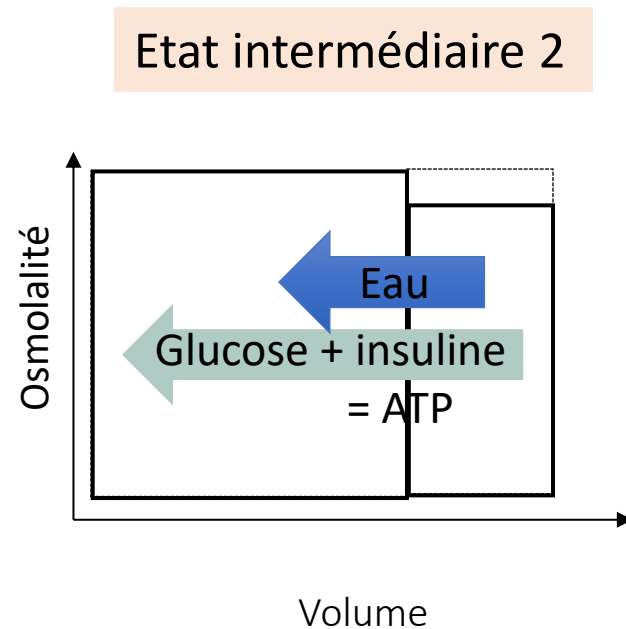 Etat intermédiaire 2
Osmolalité
Eau
Glucose + insuline
= ATP
Volume